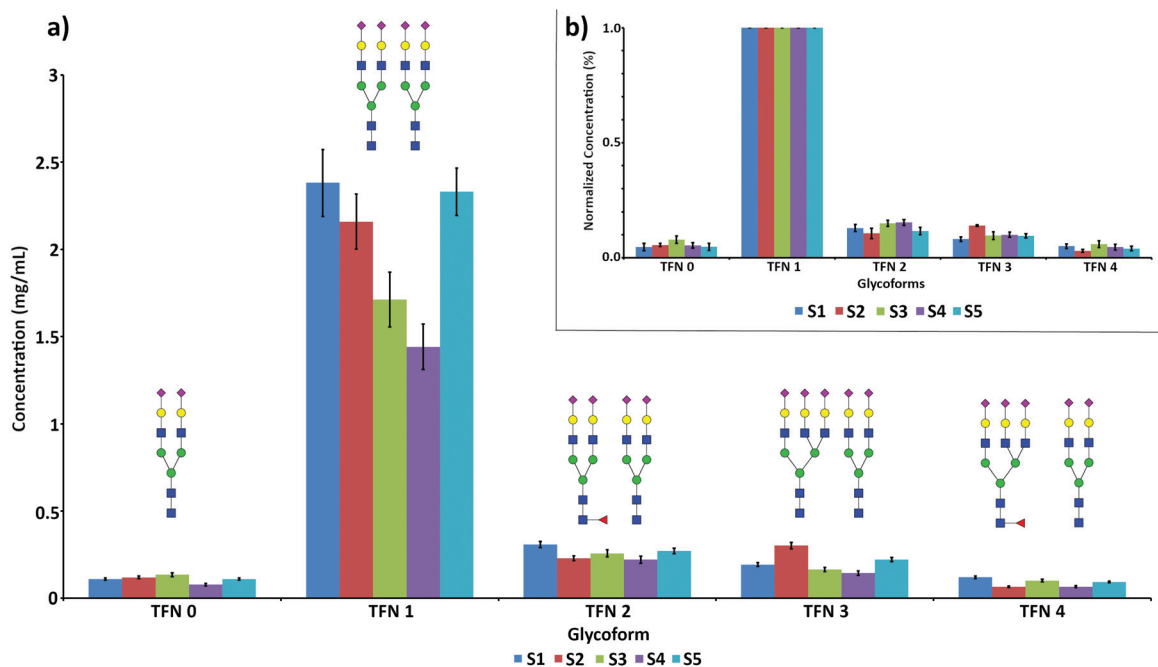 a)
3
2.5
2
1.5
1
0.5
0
Concentration (mg/mL)
TFN 0 TFN 1 TFN 2 TFN 3 TFN 4
Glycoform
S1 S2 S3 S4 S5
b)
1.0
0.5
0.0
Normalized Concentration (%)
TFN 0 TFN 1 TFN 2 TFN 3 TFN 4
Glycoforms
S1 S2 S3 S4 S5